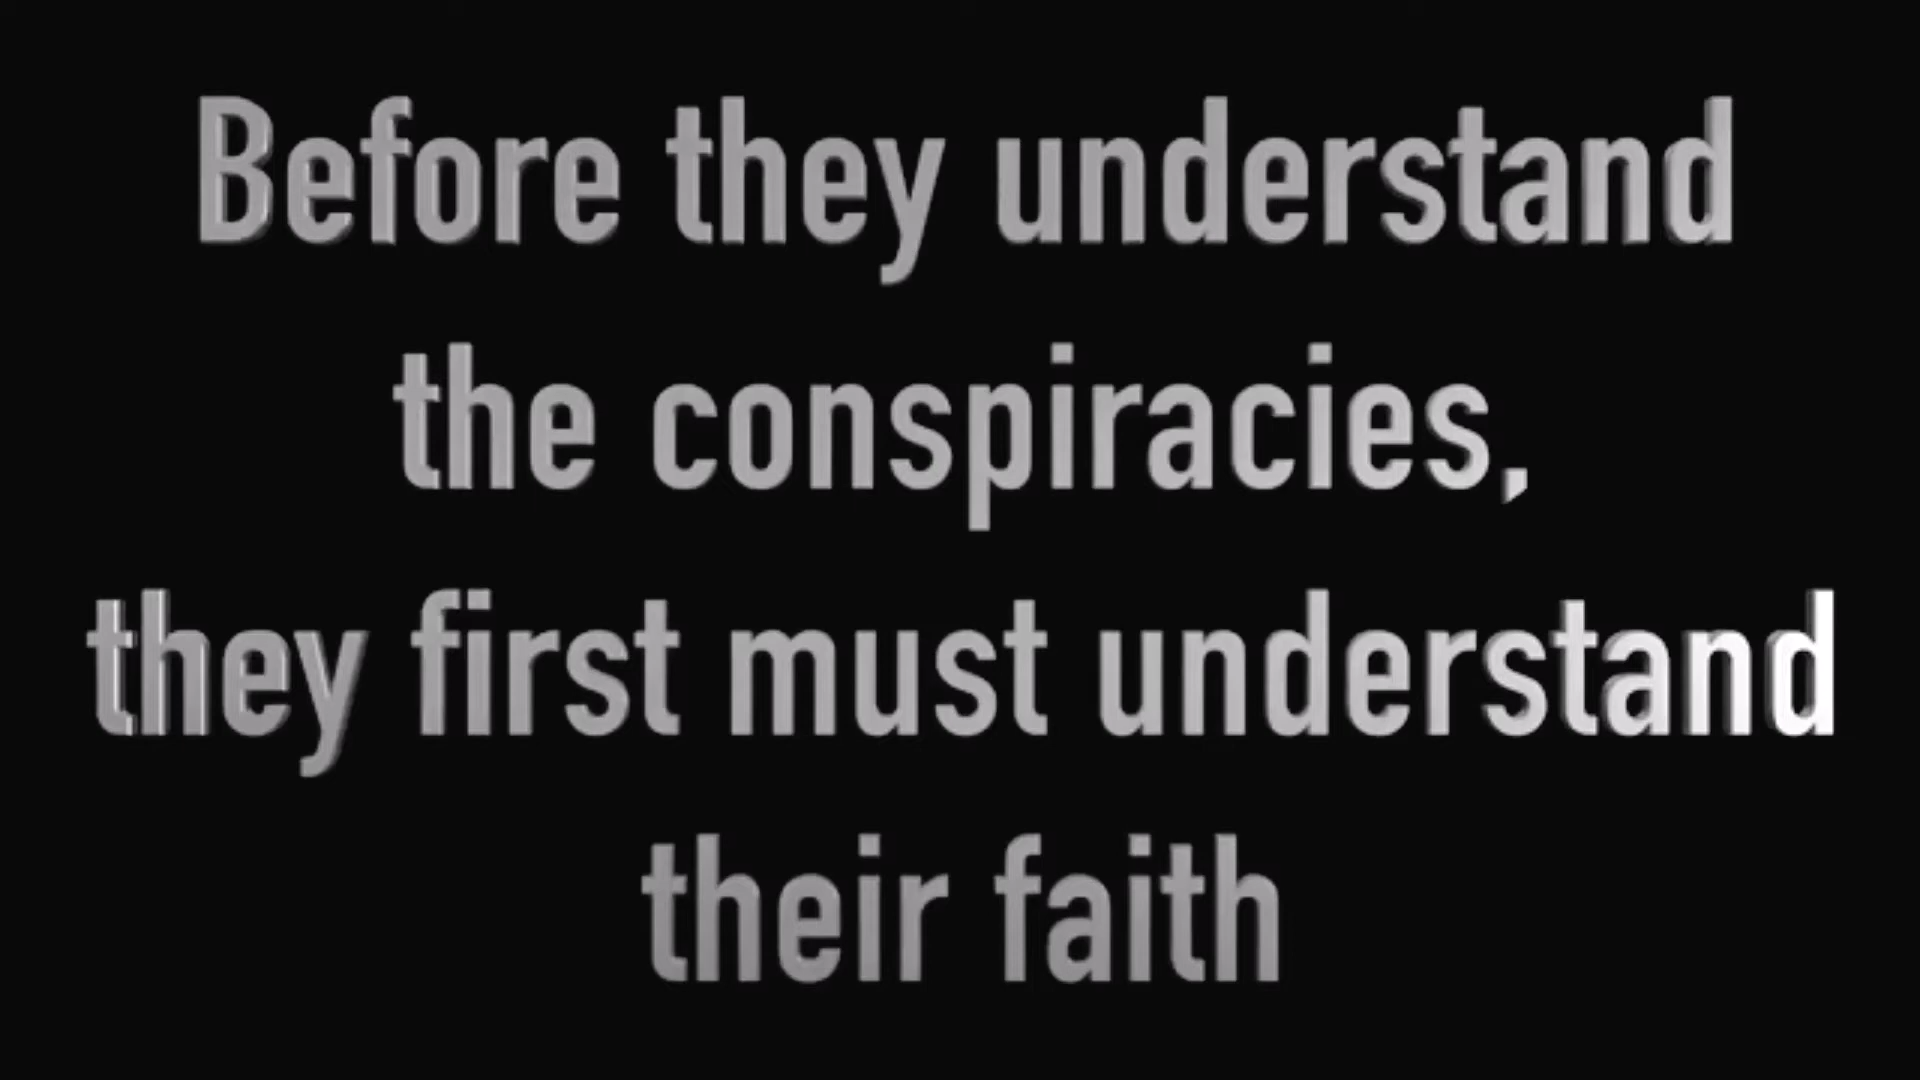 Before they understand
the conspiracies,
they first must understand
their faith